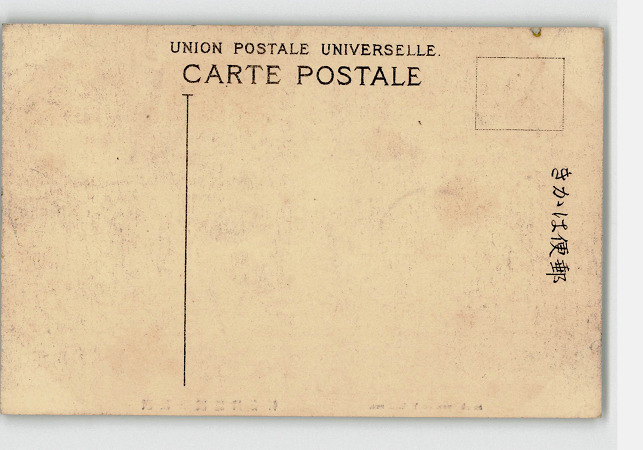 UNION POSTALE UNIVERSELLE.
CARTE POSTALE
きかは便郵